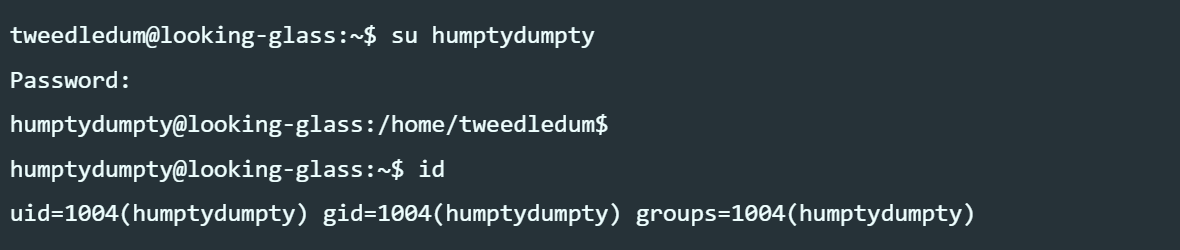 tweedledum@looking-glass:~$ su humptydumpty
Password:
humptydumpty@looking-glass:/home/tweedledum$
humptydumpty@looking-glass:~$ id
uid=1004(humptydumpty) gid=1004(humptydumpty) groups=1004(humptydumpty)